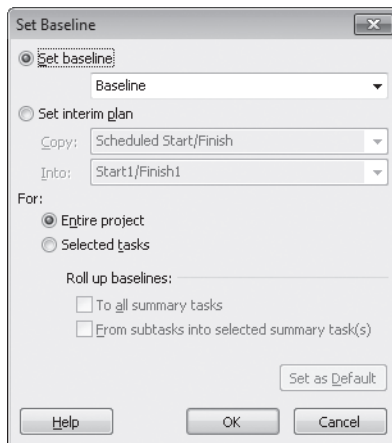 Set Baseline
Set baseline
Baseline
Set interim plan
Copy: Scheduled Start/Finish
Into: Start1/Finish1
For:
Entire project
Selected tasks
Roll up baselines:
To all summary tasks
From subtasks into selected summary task(s)
Set as Default
Help OK Cancel